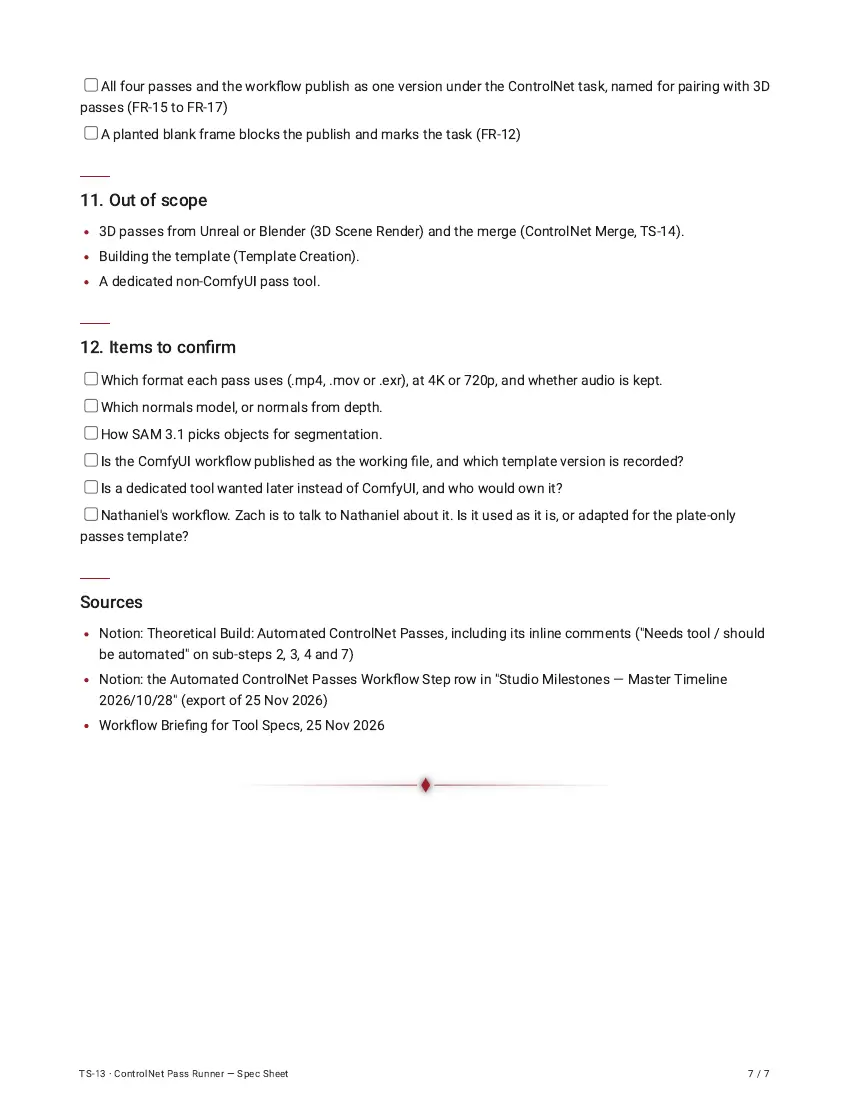 All four passes and the workflow publish as one version under the ControlNet task, named for pairing with 3D
passes (FR-15 to FR-17)
A planted blank frame blocks the publish and marks the task (FR-12)
11. Out of scope
• 3D passes from Unreal or Blender (3D Scene Render) and the merge (ControlNet Merge, TS-14).
• Building the template (Template Creation).
• A dedicated non-ComfyUI pass tool.
12. Items to confirm
Which format each pass uses (.mp4, .mov or .exr), at 4K or 720p, and whether audio is kept.
Which normals model, or normals from depth.
How SAM 3.1 picks objects for segmentation.
Is the ComfyUI workflow published as the working file, and which template version is recorded?
Is a dedicated tool wanted later instead of ComfyUI, and who would own it?
Nathaniel's workflow. Zach is to talk to Nathaniel about it. Is it used as it is, or adapted for the plate-only
passes template?
Sources
• Notion: Theoretical Build: Automated ControlNet Passes, including its inline comments ("Needs tool / should
be automated" on sub-steps 2, 3, 4 and 7)
• Notion: the Automated ControlNet Passes Workflow Step row in "Studio Milestones — Master Timeline
2026/10/28" (export of 25 Nov 2026)
• Workflow Briefing for Tool Specs, 25 Nov 2026
TS-13 · ControlNet Pass Runner — Spec Sheet
7 / 7